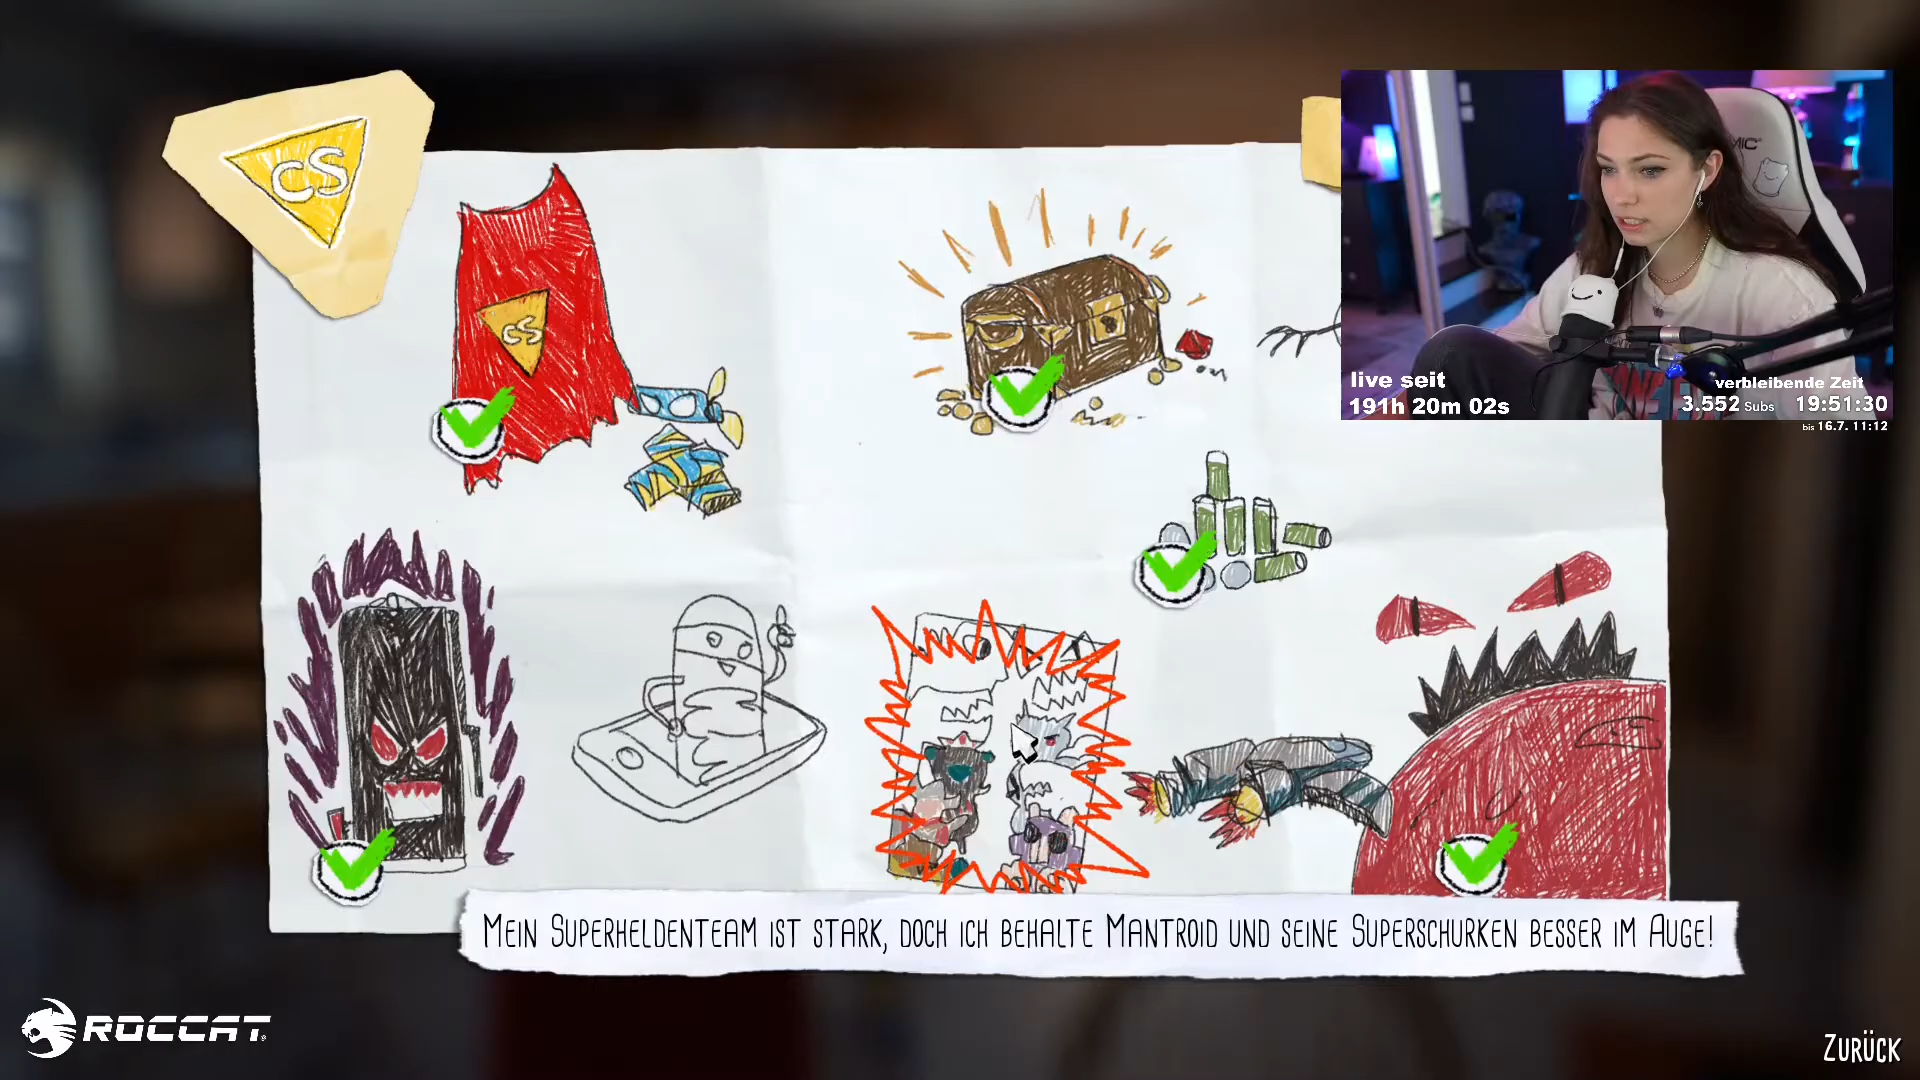 CS
CS
MIC
live seit
191h 20m 02s
verbleibende Zeit
3.552 Subs 19:51:30
bis 16.7. 11:12
Mein Superheldenteam ist stark, doch ich behalte Mantroid und seine Superschurken besser im Auge!
ROCCAT
Zurück